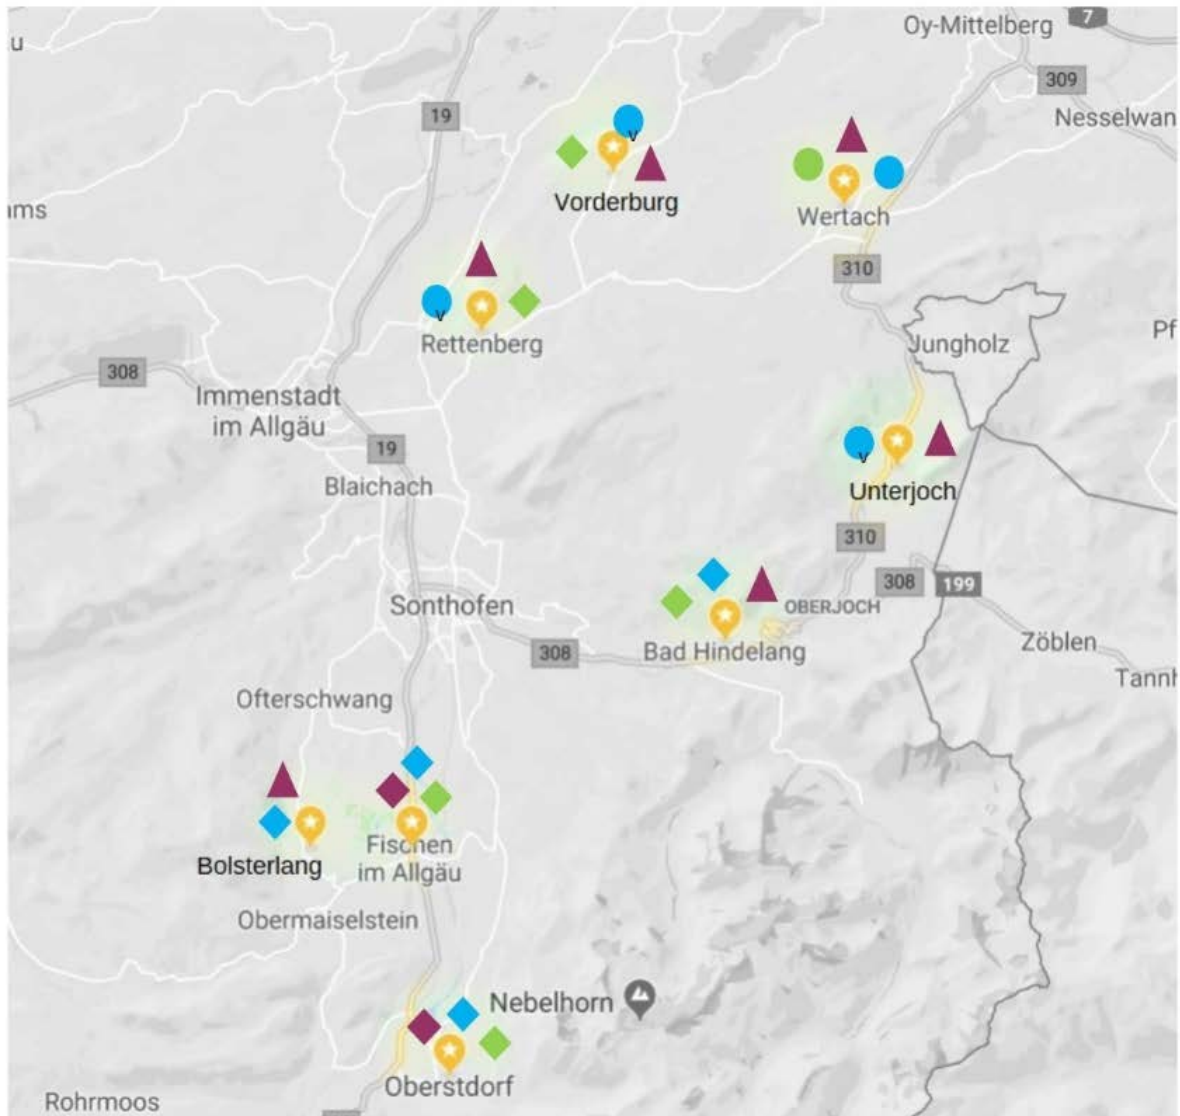 Oy-Mittelberg
7
u
309
19
Nesselwan
v
Vorderburg
ms
Wertach
310
v
Rettenberg
Jungholz
Pf
308
Immenstadt
im Allgäu
19
v
Blaichach
Unterjoch
310
308
199
Sonthofen
OBERJOCH
308
Bad Hindelang
Zöblen
Tannh
Ofterschwang
Bolsterlang
Fischen
im Allgäu
Obermaiselstein
Nebelhorn
Oberstdorf
Rohrmoos